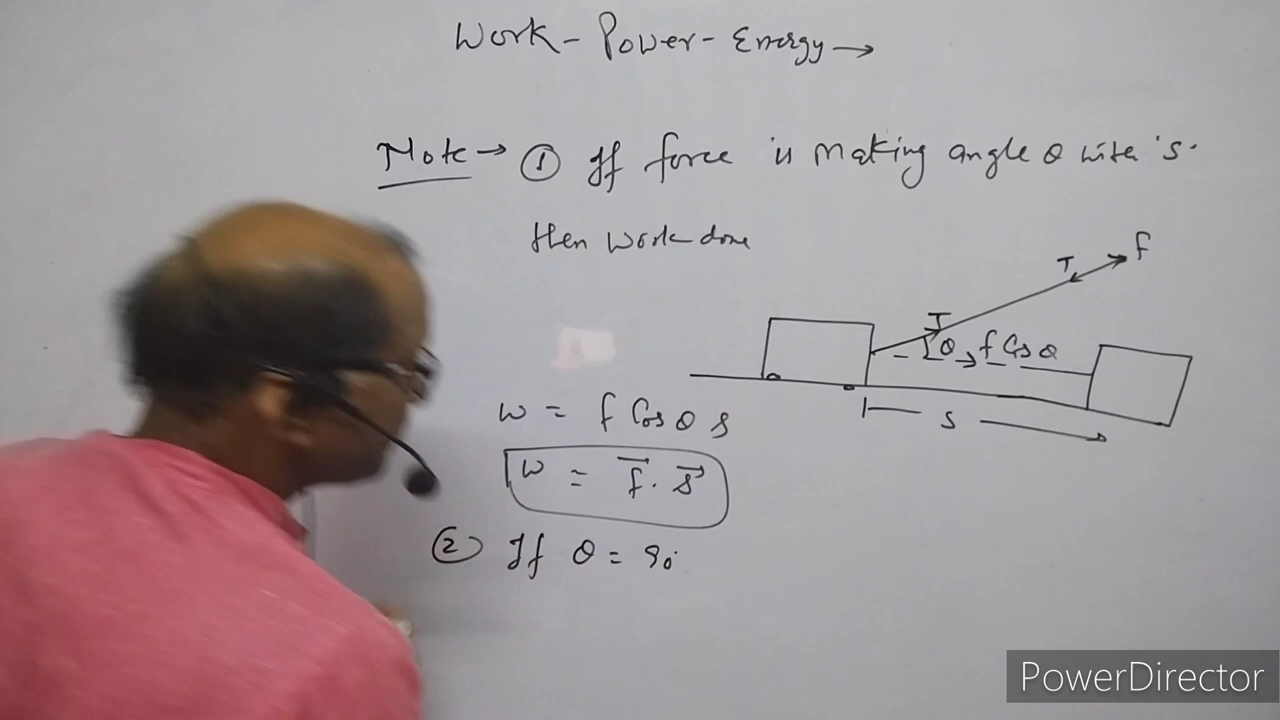 Work - Power - Energy →
Note → ① If force is making angle θ with 's'.
then work done
f
T
T
θ f Cos θ
s
w = f Cos θ s
w = f⃗ . s⃗
② If θ = 90°
PowerDirector